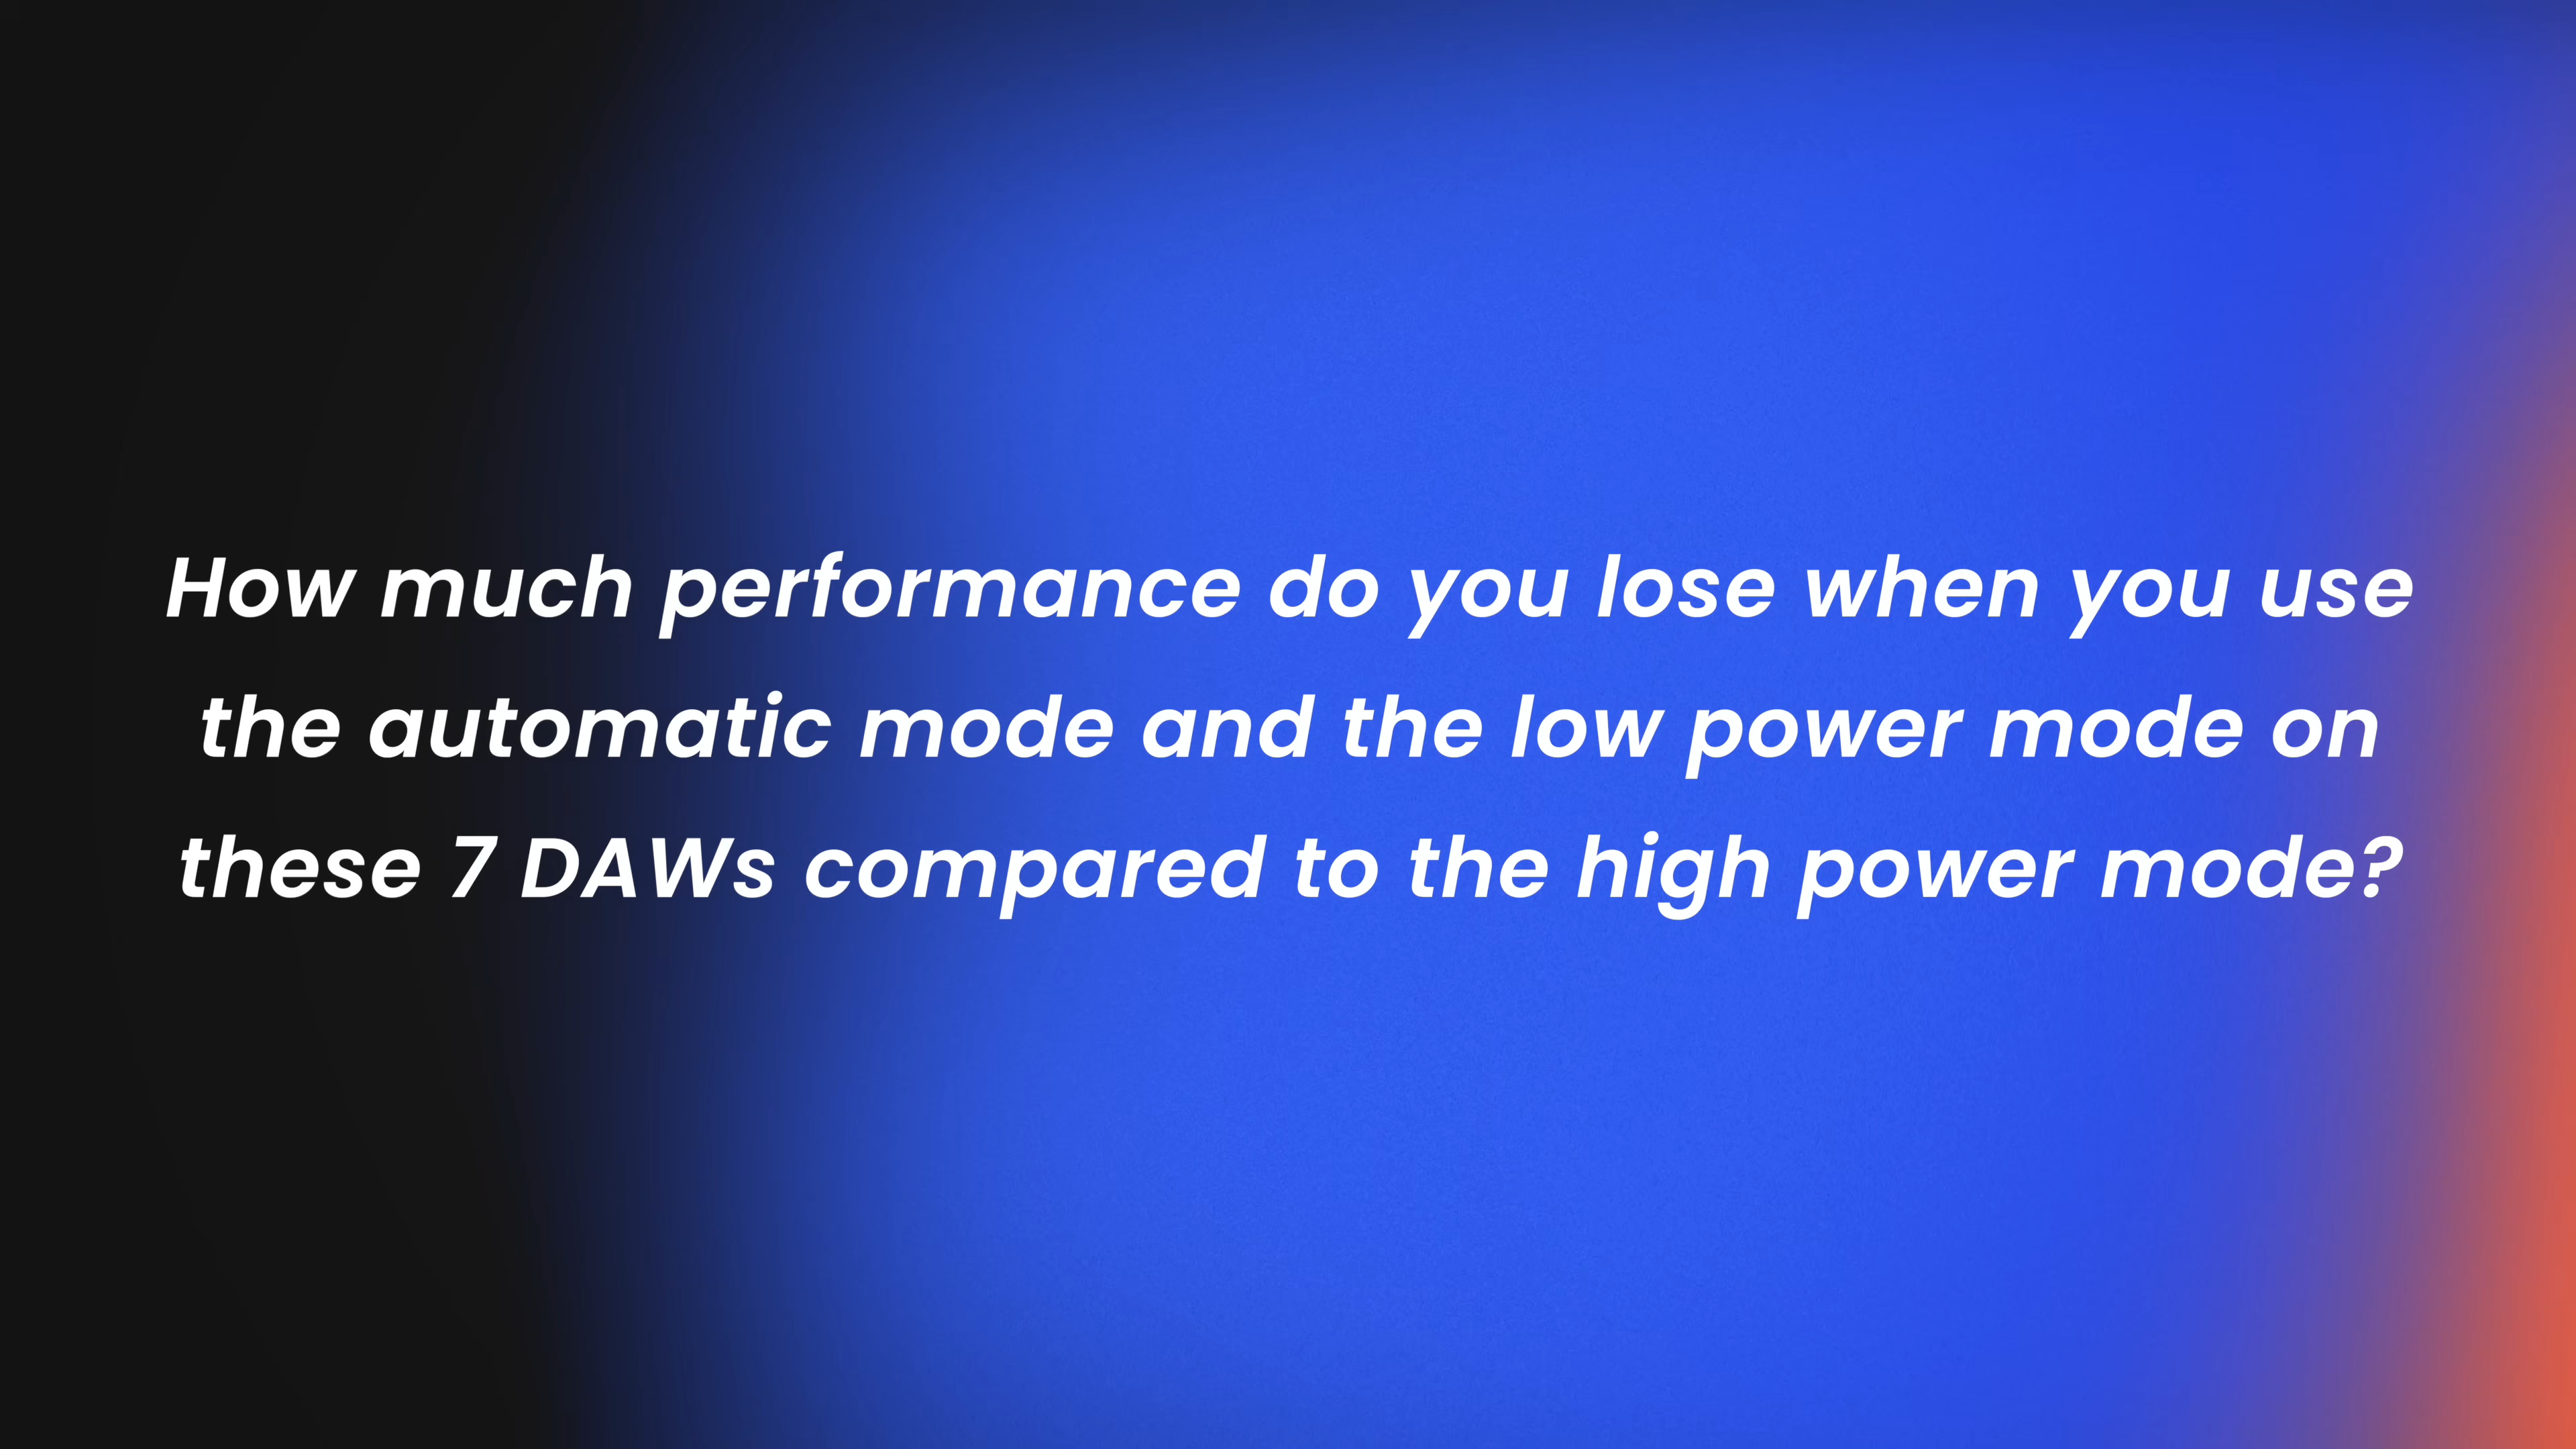 How much performance do you lose when you use
the automatic mode and the low power mode on
these 7 DAWs compared to the high power mode?